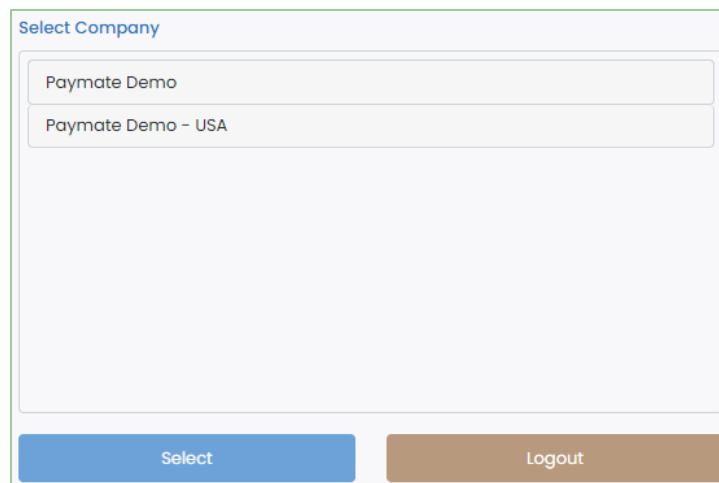 Select Company
Paymate Demo
Paymate Demo - USA
Select
Logout